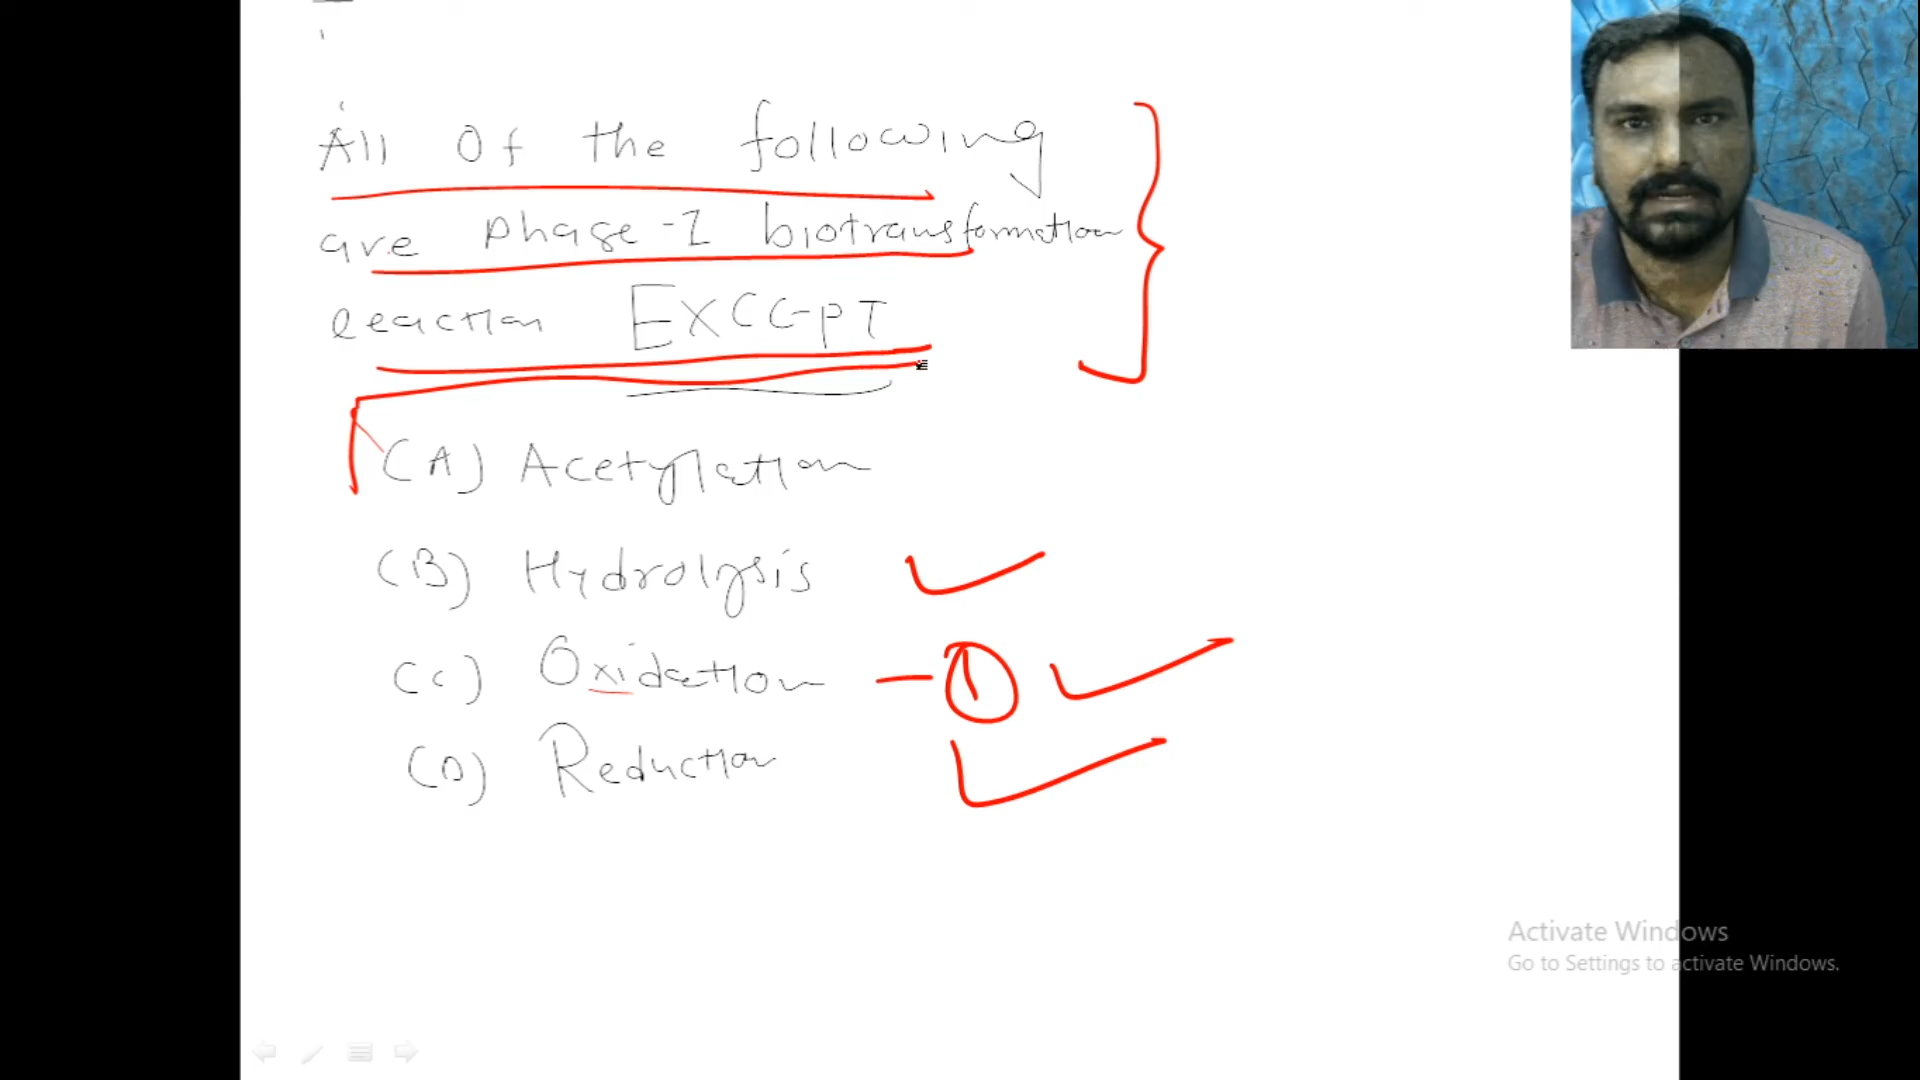 All of the following
are phase-I biotransformation
reaction EXCEPT
(A) Acetylation
(B) Hydrolysis
(C) Oxidation - 1
(D) Reduction
Activate Windows
Go to Settings to activate Windows.